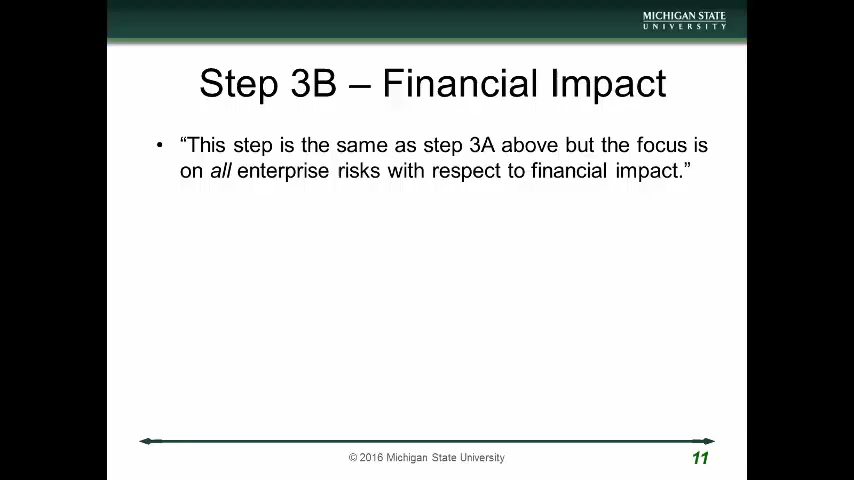 MICHIGAN STATE
UNIVERSITY
Step 3B – Financial Impact
• “This step is the same as step 3A above but the focus is
on all enterprise risks with respect to financial impact.”
© 2016 Michigan State University
11